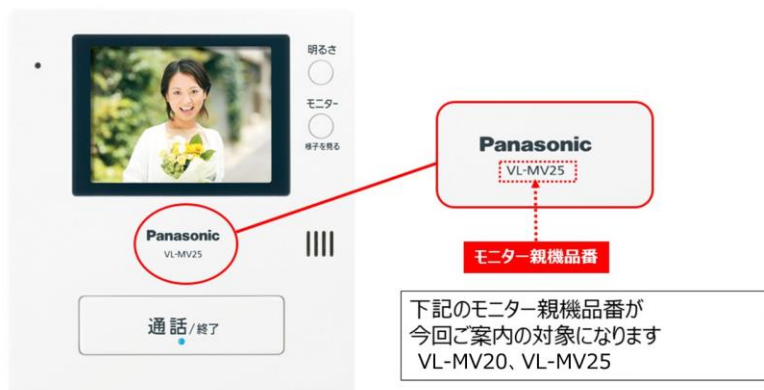 明るさ
モニター
様子を見る
Panasonic
VL-MV25
通話/終了
Panasonic
VL-MV25
モニター親機品番
下記のモニター親機品番が
今回ご案内の対象になります
VL-MV20、VL-MV25